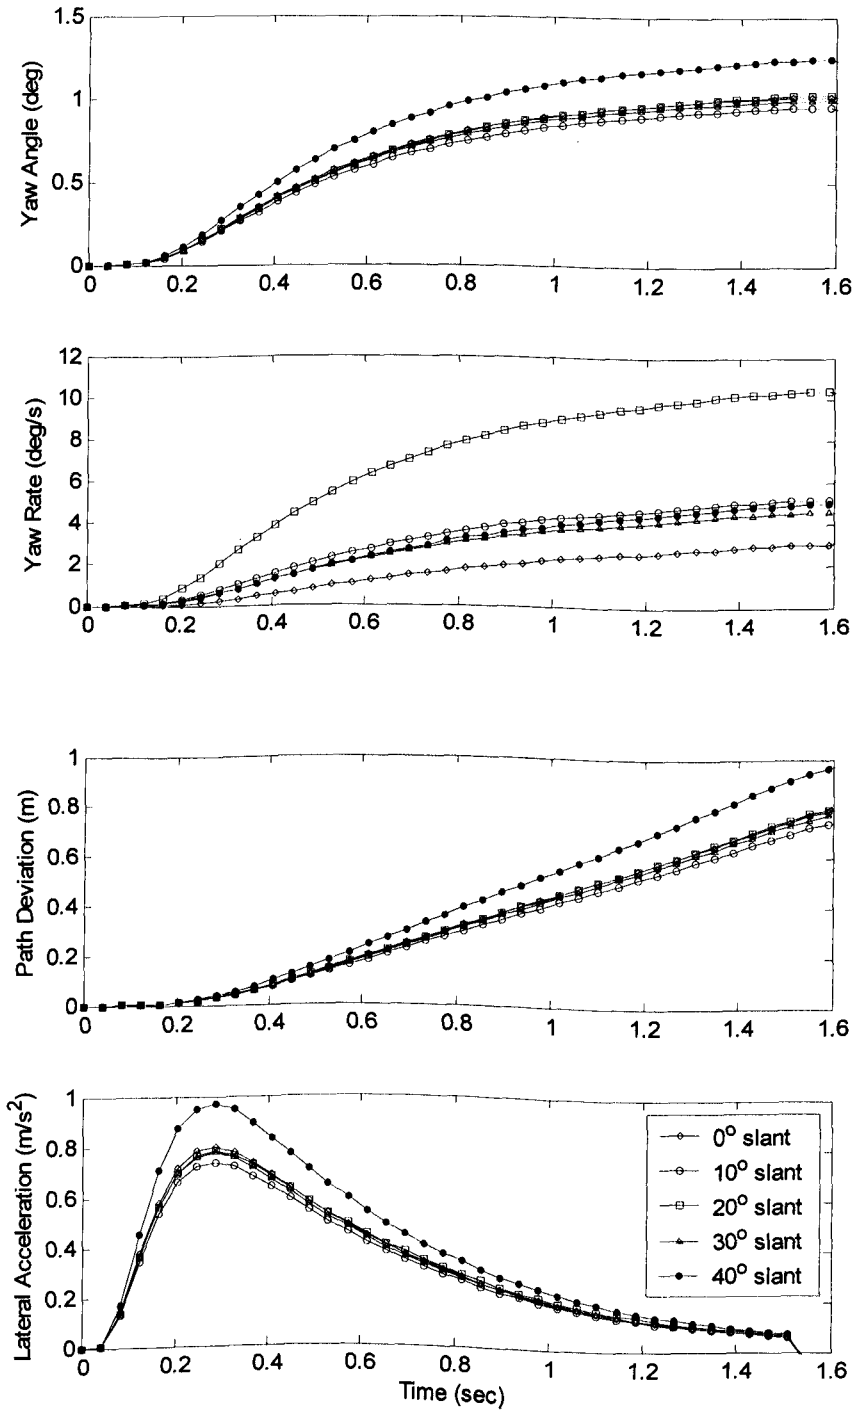 1.5
1
0.5
0
Yaw Angle (deg)
0 0.2 0.4 0.6 0.8 1 1.2 1.4 1.6
12
10
8
6
4
2
0
Yaw Rate (deg/s)
0 0.2 0.4 0.6 0.8 1 1.2 1.4 1.6
1
0.8
0.6
0.4
0.2
0
Path Deviation (m)
0 0.2 0.4 0.6 0.8 1 1.2 1.4 1.6
1
0.8
0.6
0.4
0.2
0
Lateral Acceleration (m/s²)
0° slant
10° slant
20° slant
30° slant
40° slant
0 0.2 0.4 0.6 0.8 1 1.2 1.4 1.6
Time (sec)